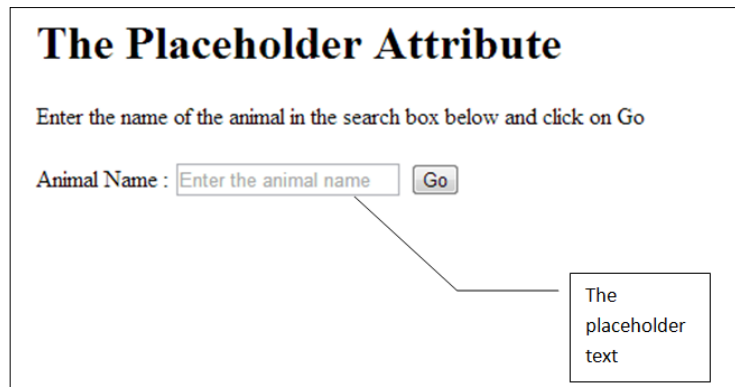 The Placeholder Attribute
Enter the name of the animal in the search box below and click on Go
Animal Name : Enter the animal name Go
The
placeholder
text